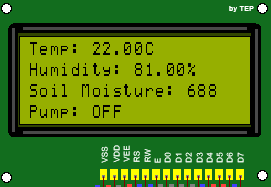 by TEP
Temp: 22.00C
Humidity: 81.00%
Soil Moisture: 688
Pump: OFF
VSS VDD VEE RS RW E D0 D1 D2 D3 D4 D5 D6 D7